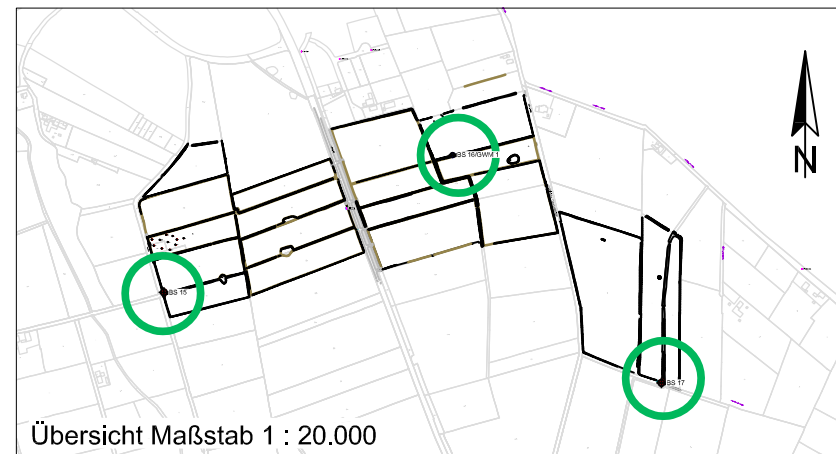 BS 16/GWM 1
N
BS 15
BS 17
Übersicht Maßstab 1 : 20.000